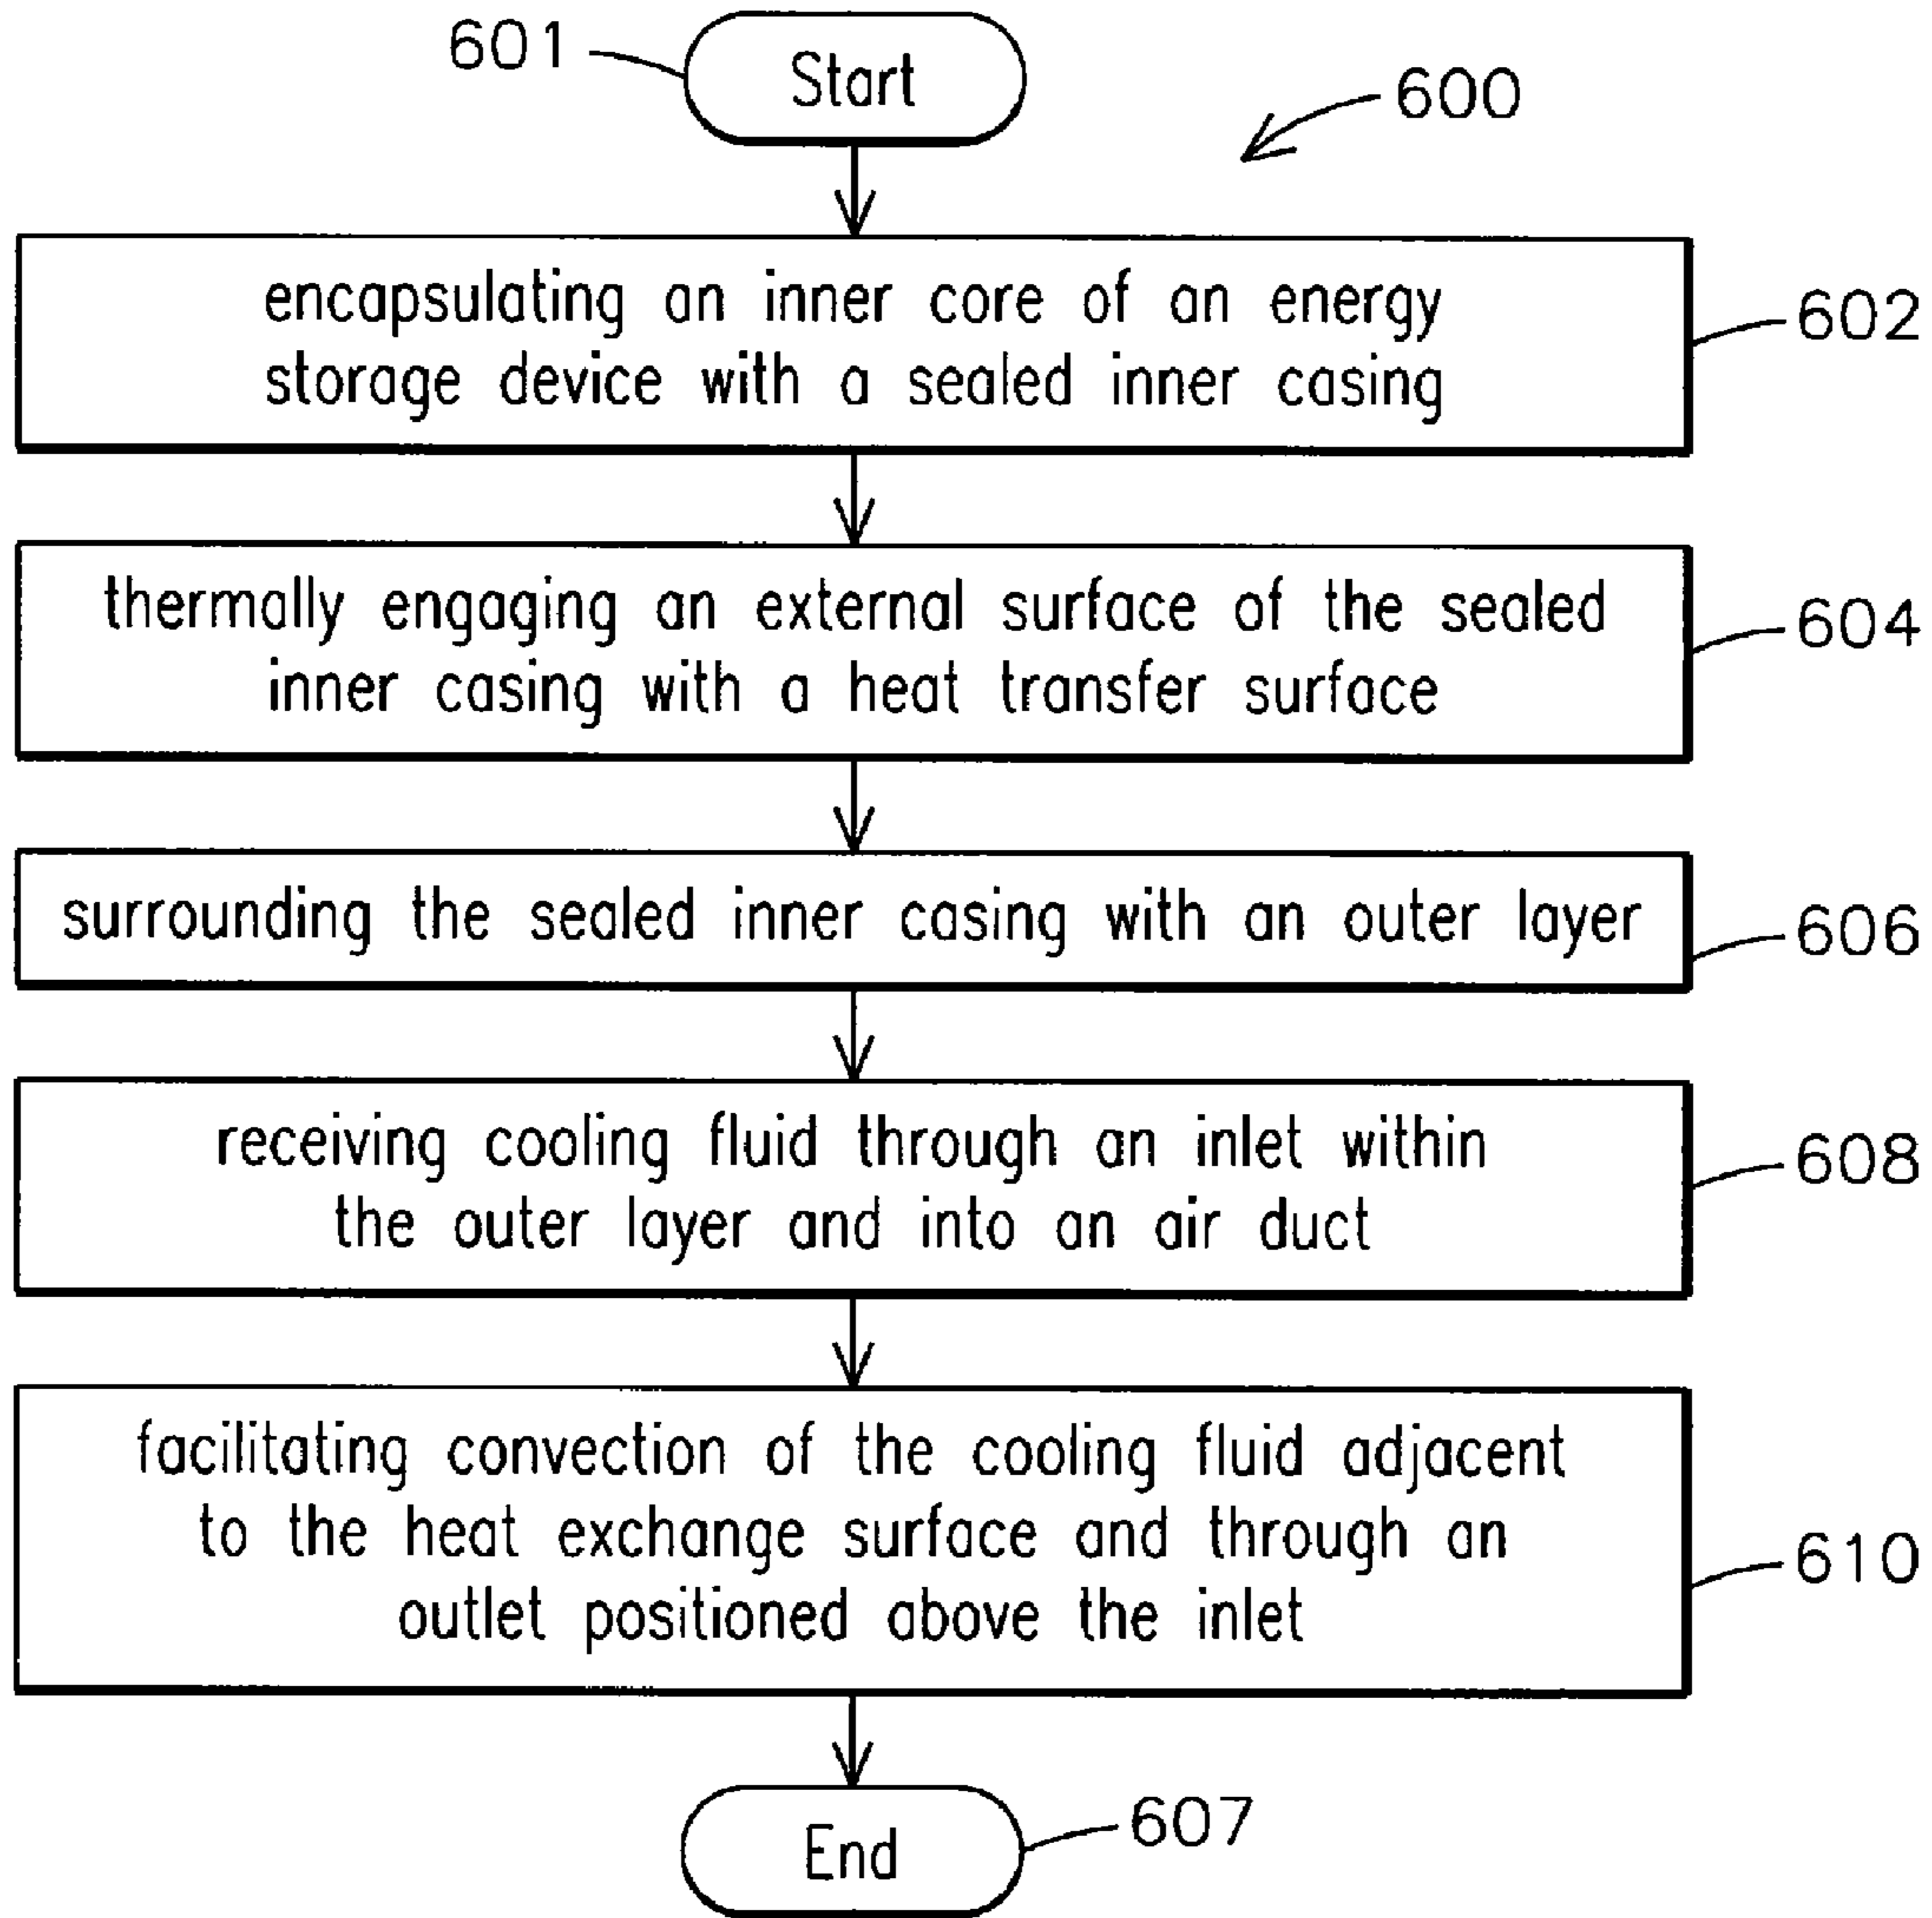 601
Start
600
encapsulating an inner core of an energy
storage device with a sealed inner casing
602
thermally engaging an external surface of the sealed
inner casing with a heat transfer surface
604
surrounding the sealed inner casing with an outer layer
606
receiving cooling fluid through an inlet within
the outer layer and into an air duct
608
facilitating convection of the cooling fluid adjacent
to the heat exchange surface and through an
outlet positioned above the inlet
610
End
607